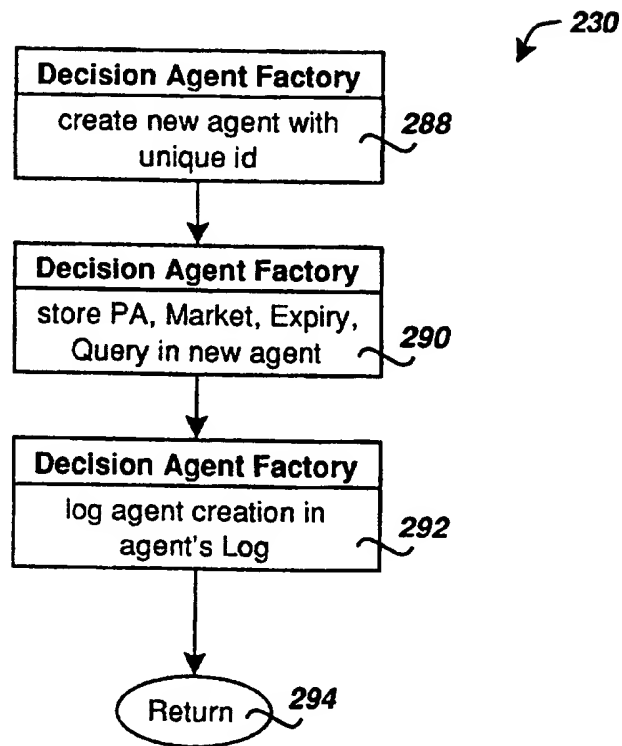 230
Decision Agent Factory
create new agent with
unique id
288
Decision Agent Factory
store PA, Market, Expiry,
Query in new agent
290
Decision Agent Factory
log agent creation in
agent's Log
292
Return
294